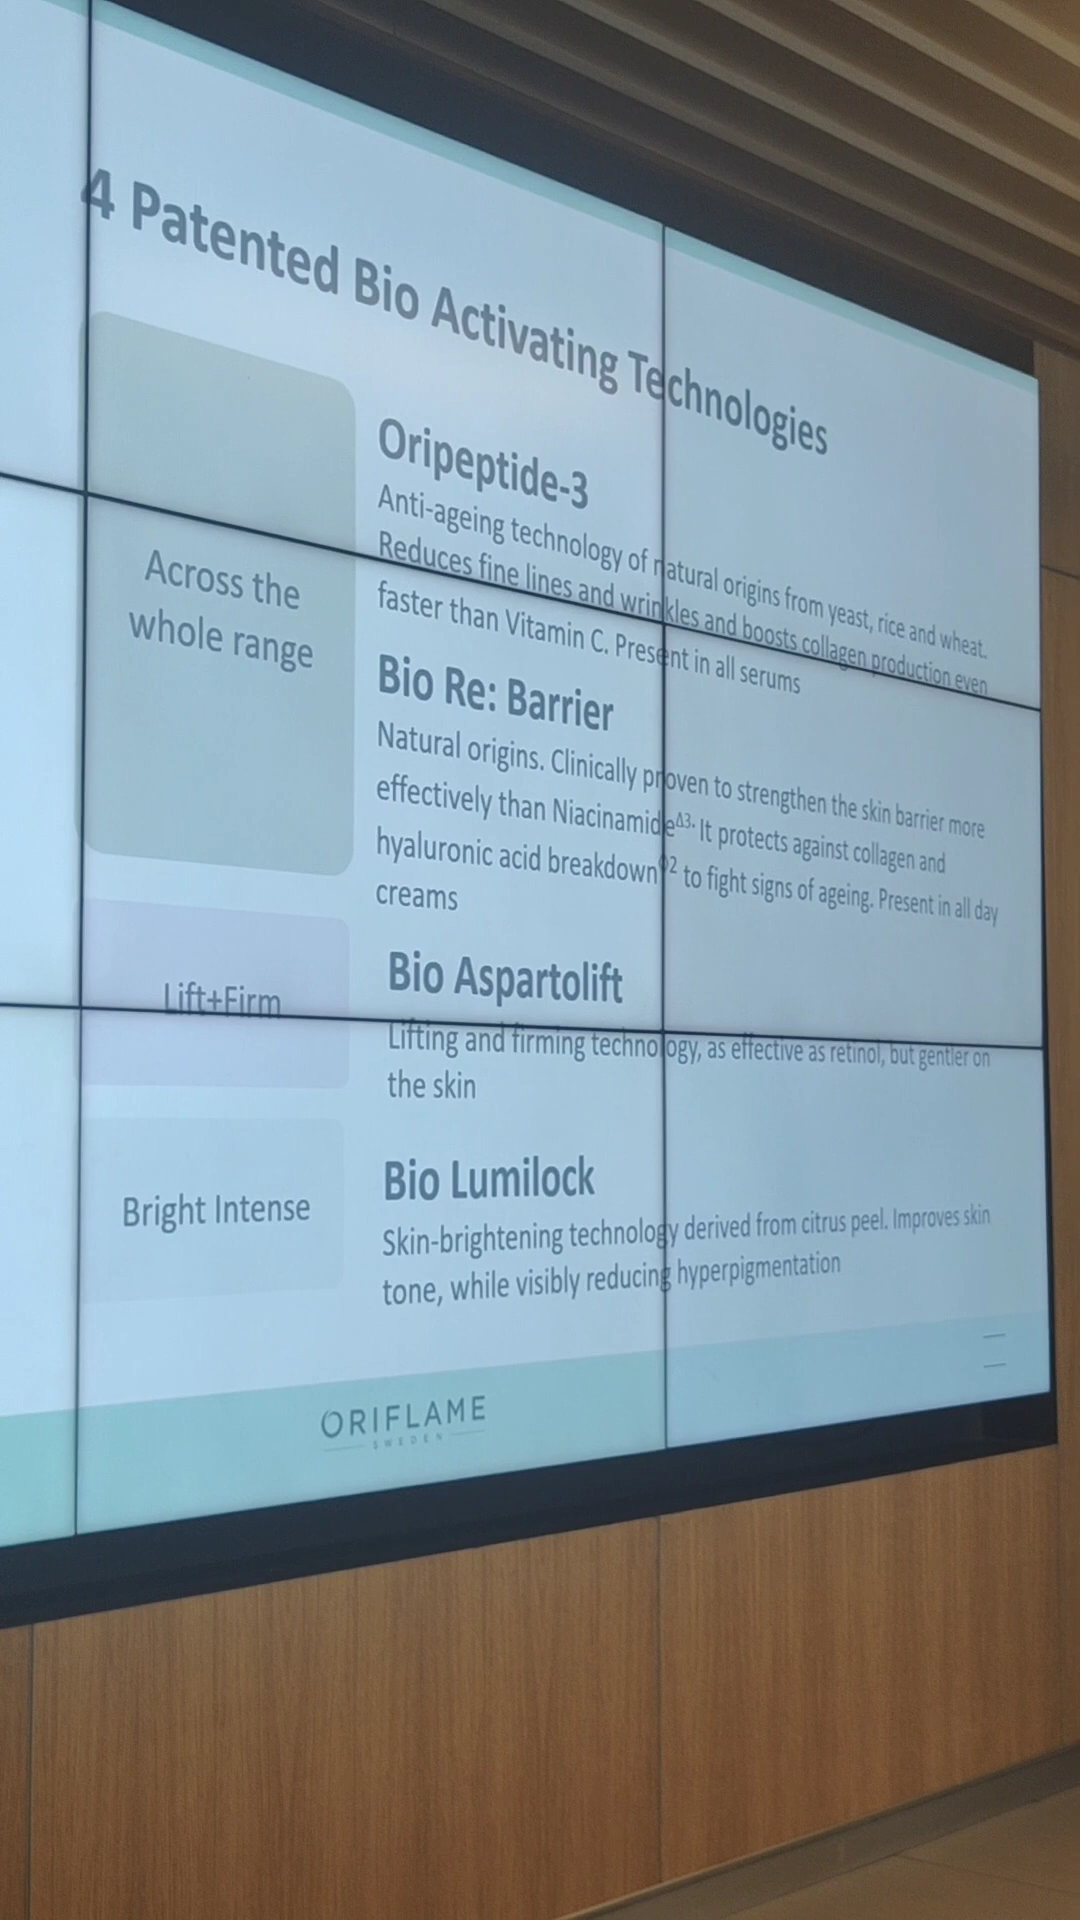 4 Patented Bio Activating Technologies
Across the
whole range
Oripeptide-3
Anti-ageing technology of natural origins from yeast, rice and wheat.
Reduces fine lines and wrinkles and boosts collagen production even
faster than Vitamin C. Present in all serums
Bio Re: Barrier
Natural origins. Clinically proven to strengthen the skin barrier more
effectively than Niacinamide^Δ3. It protects against collagen and
hyaluronic acid breakdown^◊2 to fight signs of ageing. Present in all day
creams
Lift+Firm
Bio Aspartolift
Lifting and firming technology, as effective as retinol, but gentler on
the skin
Bright Intense
Bio Lumilock
Skin-brightening technology derived from citrus peel. Improves skin
tone, while visibly reducing hyperpigmentation
ORIFLAME
SWEDEN